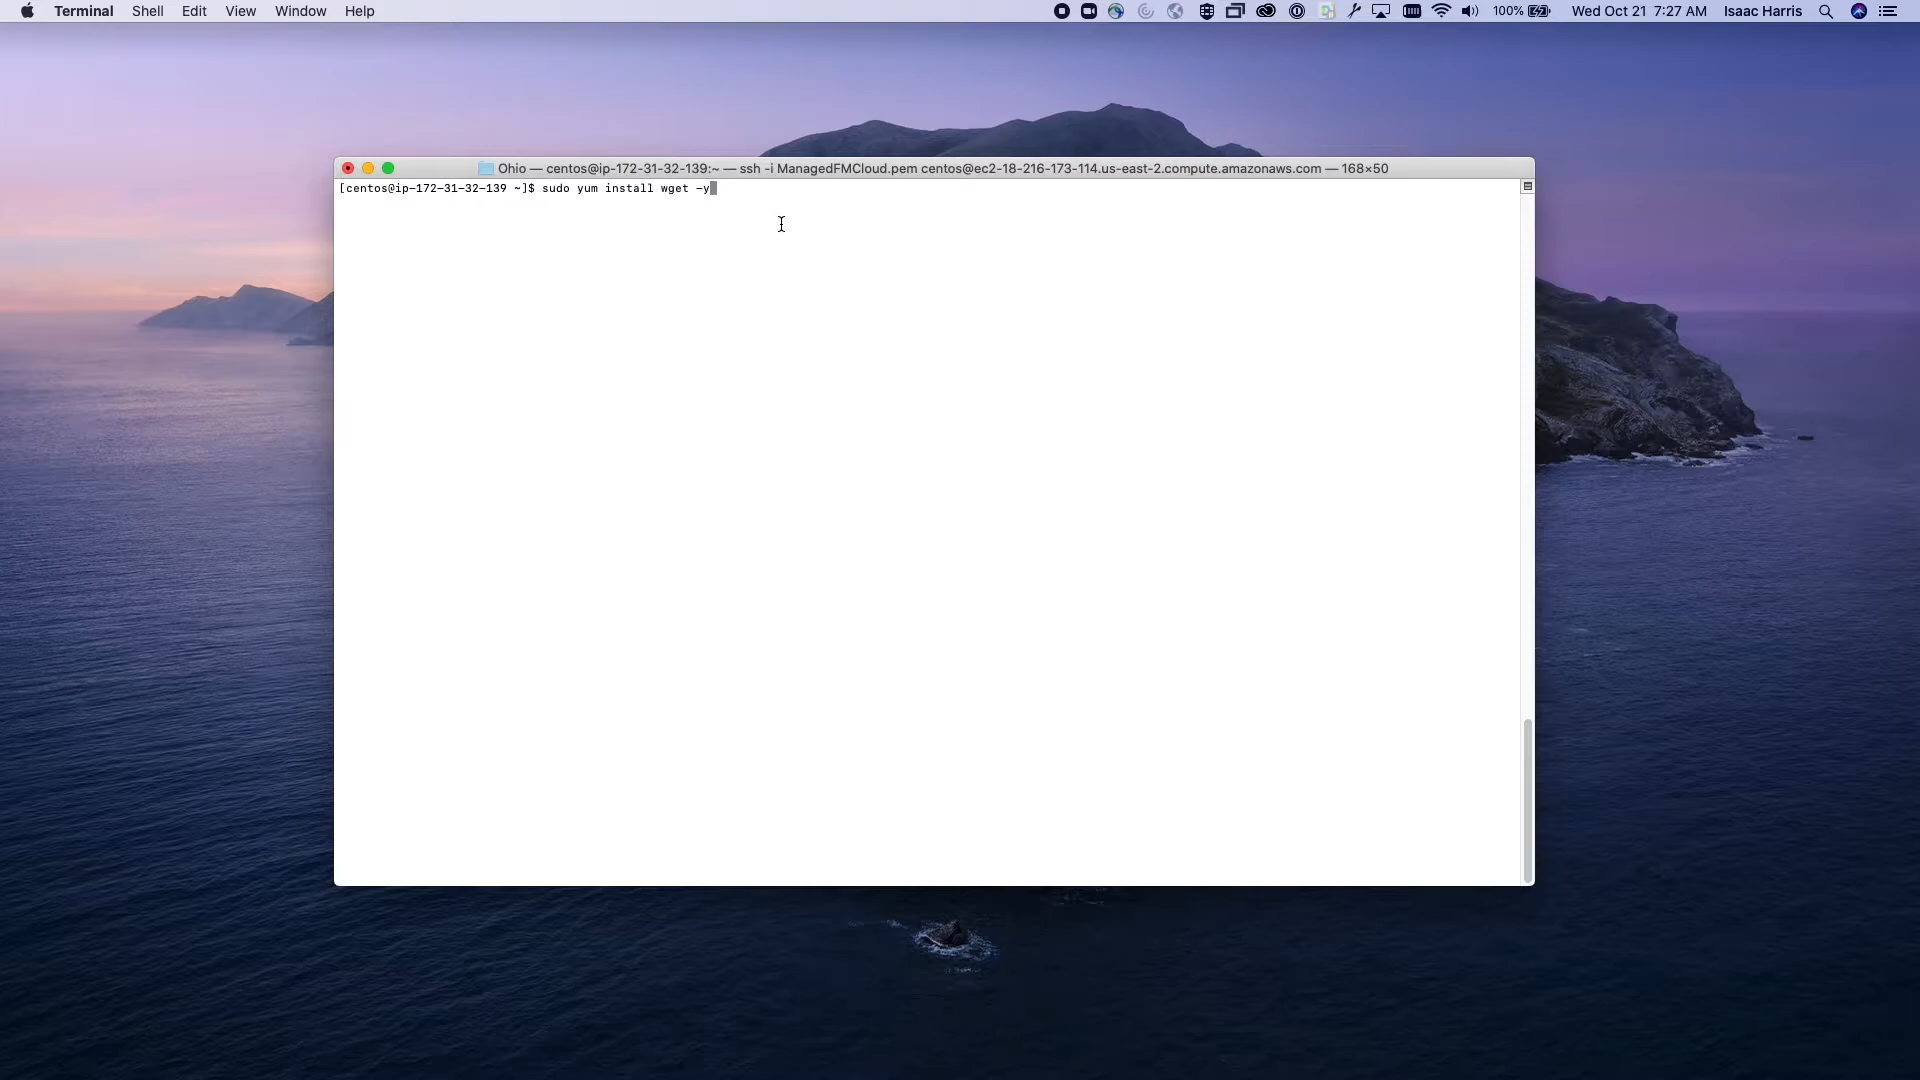 Terminal Shell Edit View Window Help 100% Wed Oct 21 7:27 AM Isaac Harris
Ohio — centos@ip-172-31-32-139:~ — ssh -i ManagedFMCloud.pem centos@ec2-18-216-173-114.us-east-2.compute.amazonaws.com — 168×50
[centos@ip-172-31-32-139 ~]$ sudo yum install wget -y